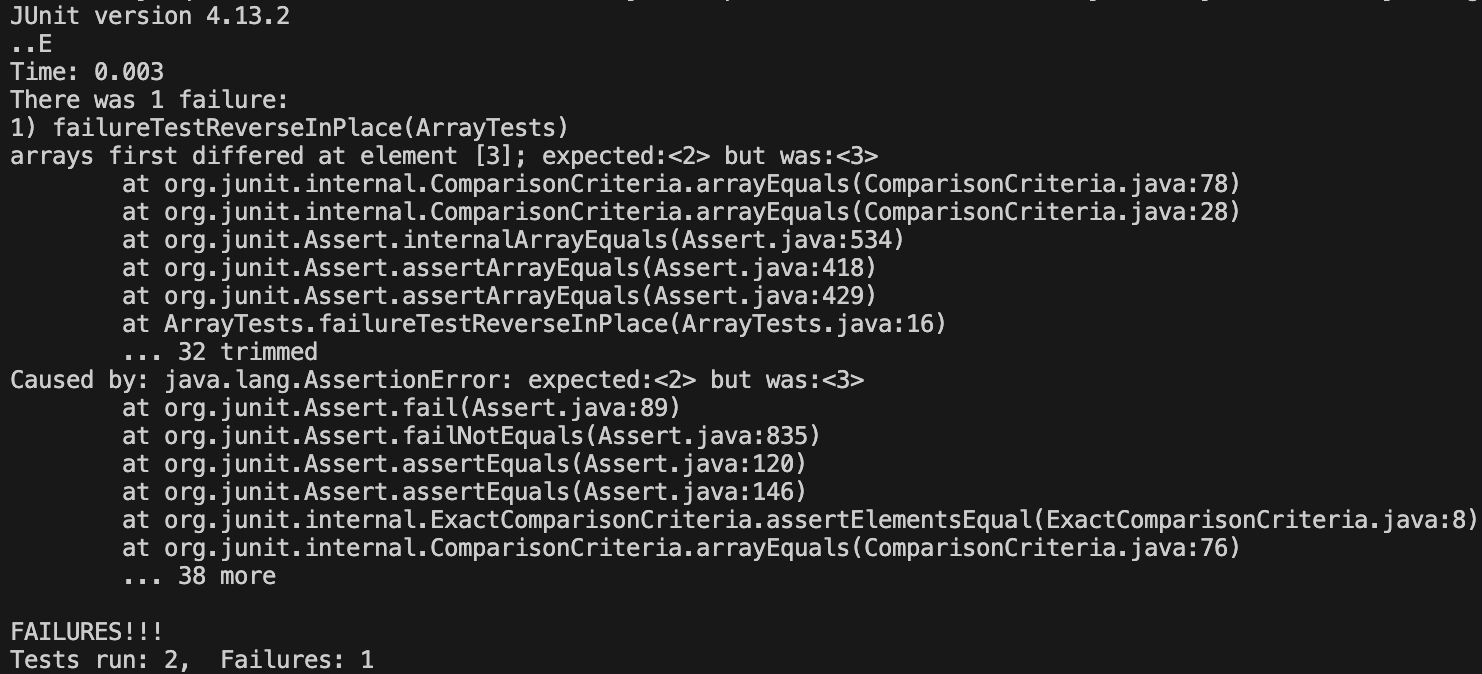 JUnit version 4.13.2
..E
Time: 0.003
There was 1 failure:
1) failureTestReverseInPlace(ArrayTests)
arrays first differed at element [3]; expected:<2> but was:<3>
        at org.junit.internal.ComparisonCriteria.arrayEquals(ComparisonCriteria.java:78)
        at org.junit.internal.ComparisonCriteria.arrayEquals(ComparisonCriteria.java:28)
        at org.junit.Assert.internalArrayEquals(Assert.java:534)
        at org.junit.Assert.assertArrayEquals(Assert.java:418)
        at org.junit.Assert.assertArrayEquals(Assert.java:429)
        at ArrayTests.failureTestReverseInPlace(ArrayTests.java:16)
        ... 32 trimmed
Caused by: java.lang.AssertionError: expected:<2> but was:<3>
        at org.junit.Assert.fail(Assert.java:89)
        at org.junit.Assert.failNotEquals(Assert.java:835)
        at org.junit.Assert.assertEquals(Assert.java:120)
        at org.junit.Assert.assertEquals(Assert.java:146)
        at org.junit.internal.ExactComparisonCriteria.assertElementsEqual(ExactComparisonCriteria.java:8)
        at org.junit.internal.ComparisonCriteria.arrayEquals(ComparisonCriteria.java:76)
        ... 38 more

FAILURES!!!
Tests run: 2,  Failures: 1